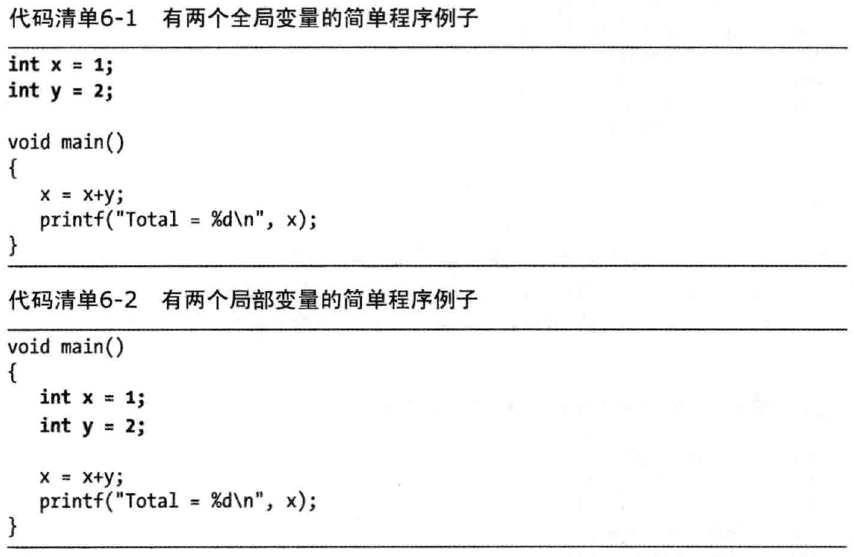 代码清单6-1 有两个全局变量的简单程序例子
int x = 1;
int y = 2;
void main()
{
x = x+y;
printf("Total = %d\n", x);
}
代码清单6-2 有两个局部变量的简单程序例子
void main()
{
int x = 1;
int y = 2;
x = x+y;
printf("Total = %d\n", x);
}